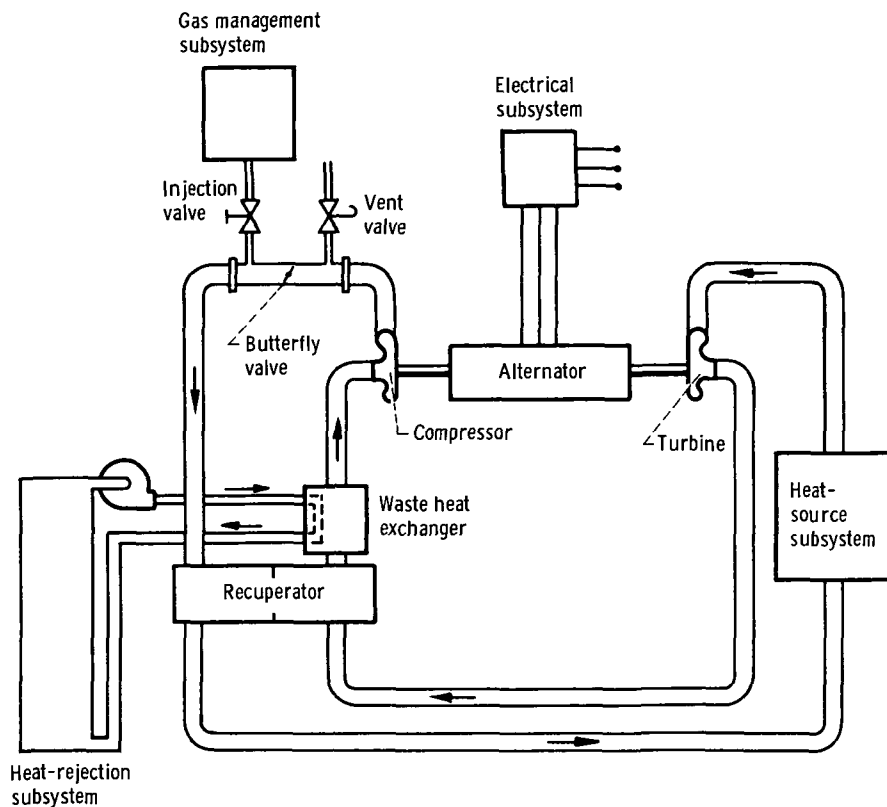 Gas management
subsystem
Electrical
subsystem
Injection
valve
Vent
valve
Butterfly
valve
Alternator
Compressor
Turbine
Waste heat
exchanger
Heat-
source
subsystem
Recuperator
Heat-rejection
subsystem